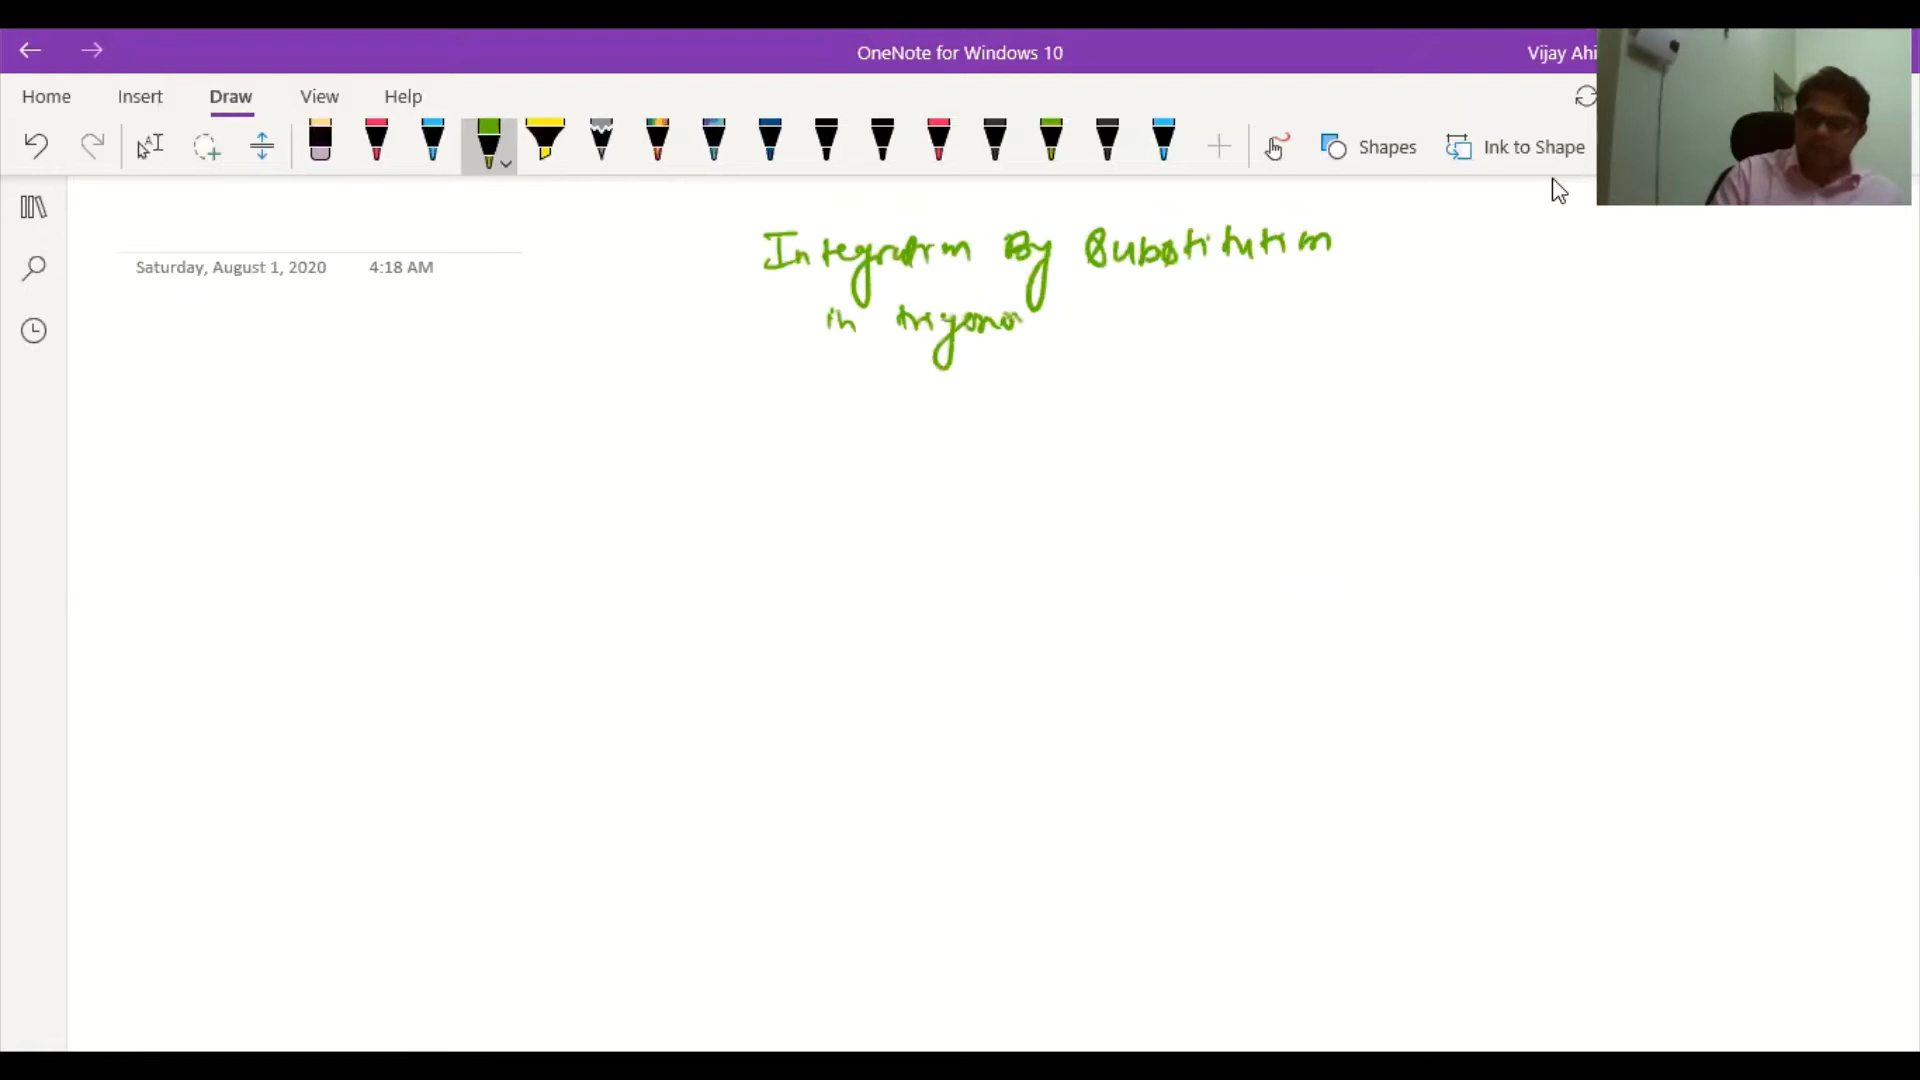 OneNote for Windows 10
Vijay Ahi
Home Insert Draw View Help
Shapes Ink to Shape
Integration By Substitution
Saturday, August 1, 2020 4:18 AM
in trigono